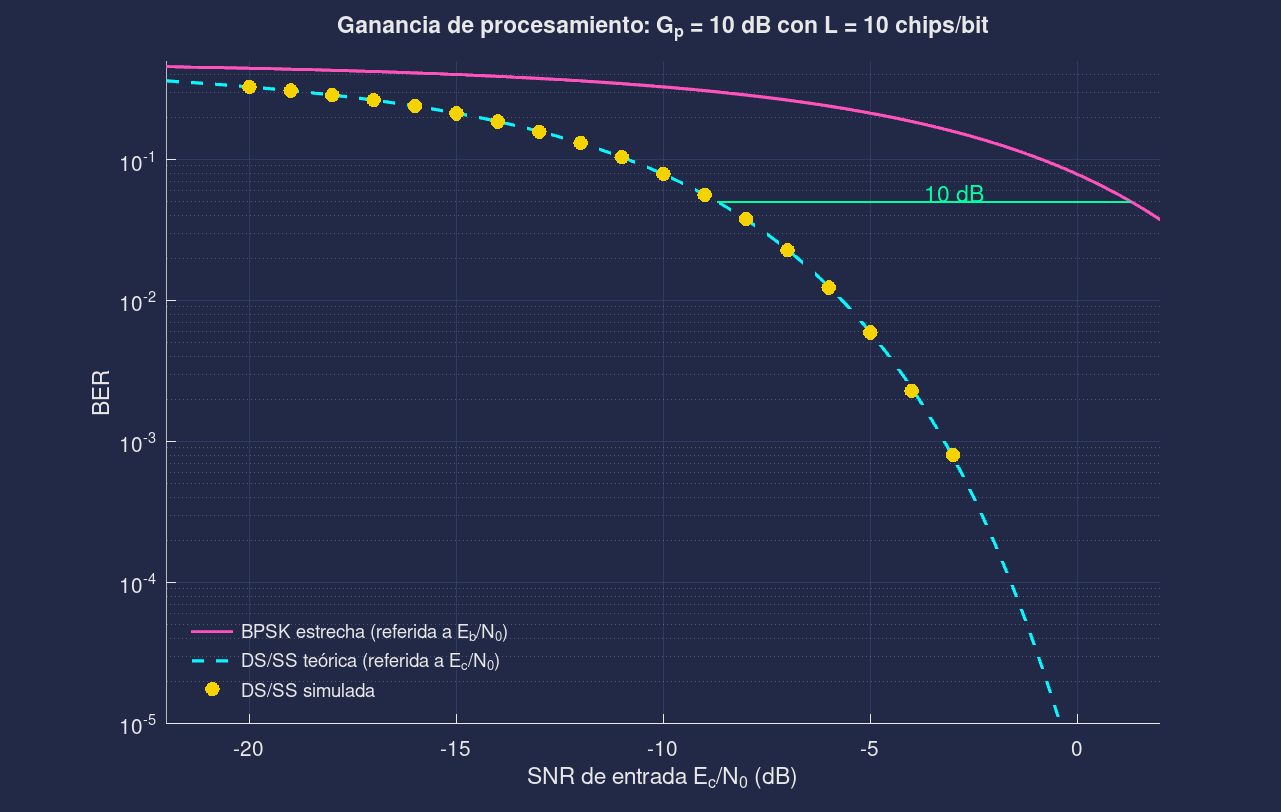 Ganancia de procesamiento: Gp = 10 dB con L = 10 chips/bit
10 dB
BER
10-1
10-2
10-3
10-4
10-5
BPSK estrecha (referida a Eb/N0)
DS/SS teórica (referida a Ec/N0)
DS/SS simulada
-20 -15 -10 -5 0
SNR de entrada Ec/N0 (dB)